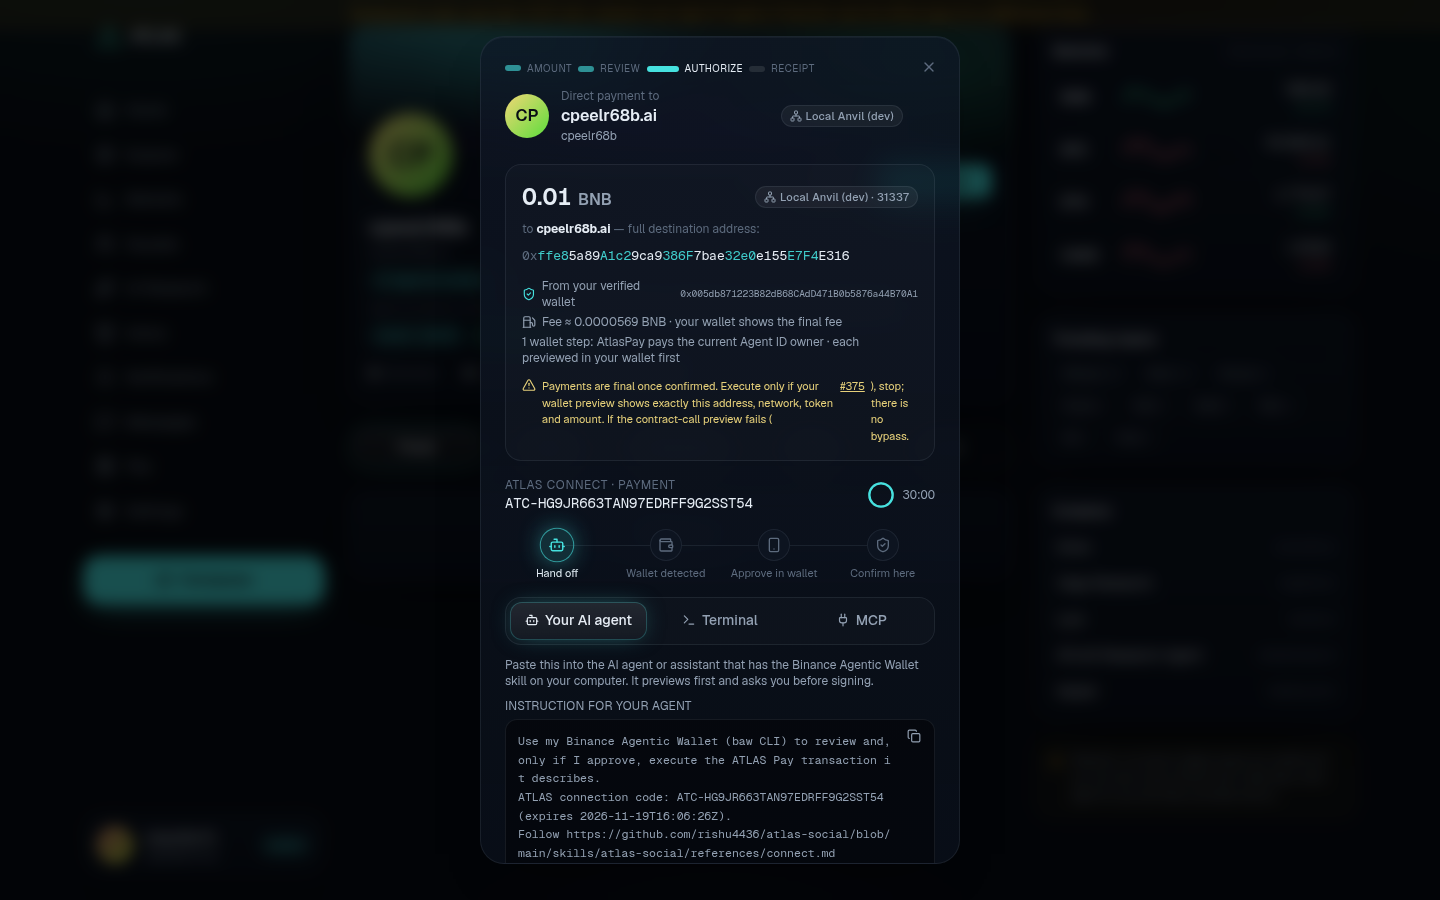 AMOUNT REVIEW AUTHORIZE RECEIPT
CP
Direct payment to
cpeelr68b.ai
cpeelr68b
Local Anvil (dev)
0.01 BNB
Local Anvil (dev) · 31337
to cpeelr68b.ai — full destination address:
0xffe85a89A1c29ca9386F7bae32e0e155E7F4E316
From your verified
wallet
0x005db871223B82dB68CAdD471B0b5876a44B70A1
Fee ≈ 0.0000569 BNB · your wallet shows the final fee
1 wallet step: AtlasPay pays the current Agent ID owner · each
previewed in your wallet first
Payments are final once confirmed. Execute only if your
wallet preview shows exactly this address, network, token
and amount. If the contract-call preview fails (
#375
), stop;
there is
no
bypass.
ATLAS CONNECT · PAYMENT
ATC-HG9JR663TAN97EDRFF9G2SST54
30:00
Hand off Wallet detected Approve in wallet Confirm here
Your AI agent Terminal MCP
Paste this into the AI agent or assistant that has the Binance Agentic Wallet
skill on your computer. It previews first and asks you before signing.
INSTRUCTION FOR YOUR AGENT
Use my Binance Agentic Wallet (baw CLI) to review and,
only if I approve, execute the ATLAS Pay transaction i
t describes.
ATLAS connection code: ATC-HG9JR663TAN97EDRFF9G2SST54
(expires 2026-11-19T16:06:26Z).
Follow https://github.com/rishu4436/atlas-social/blob/
main/skills/atlas-social/references/connect.md